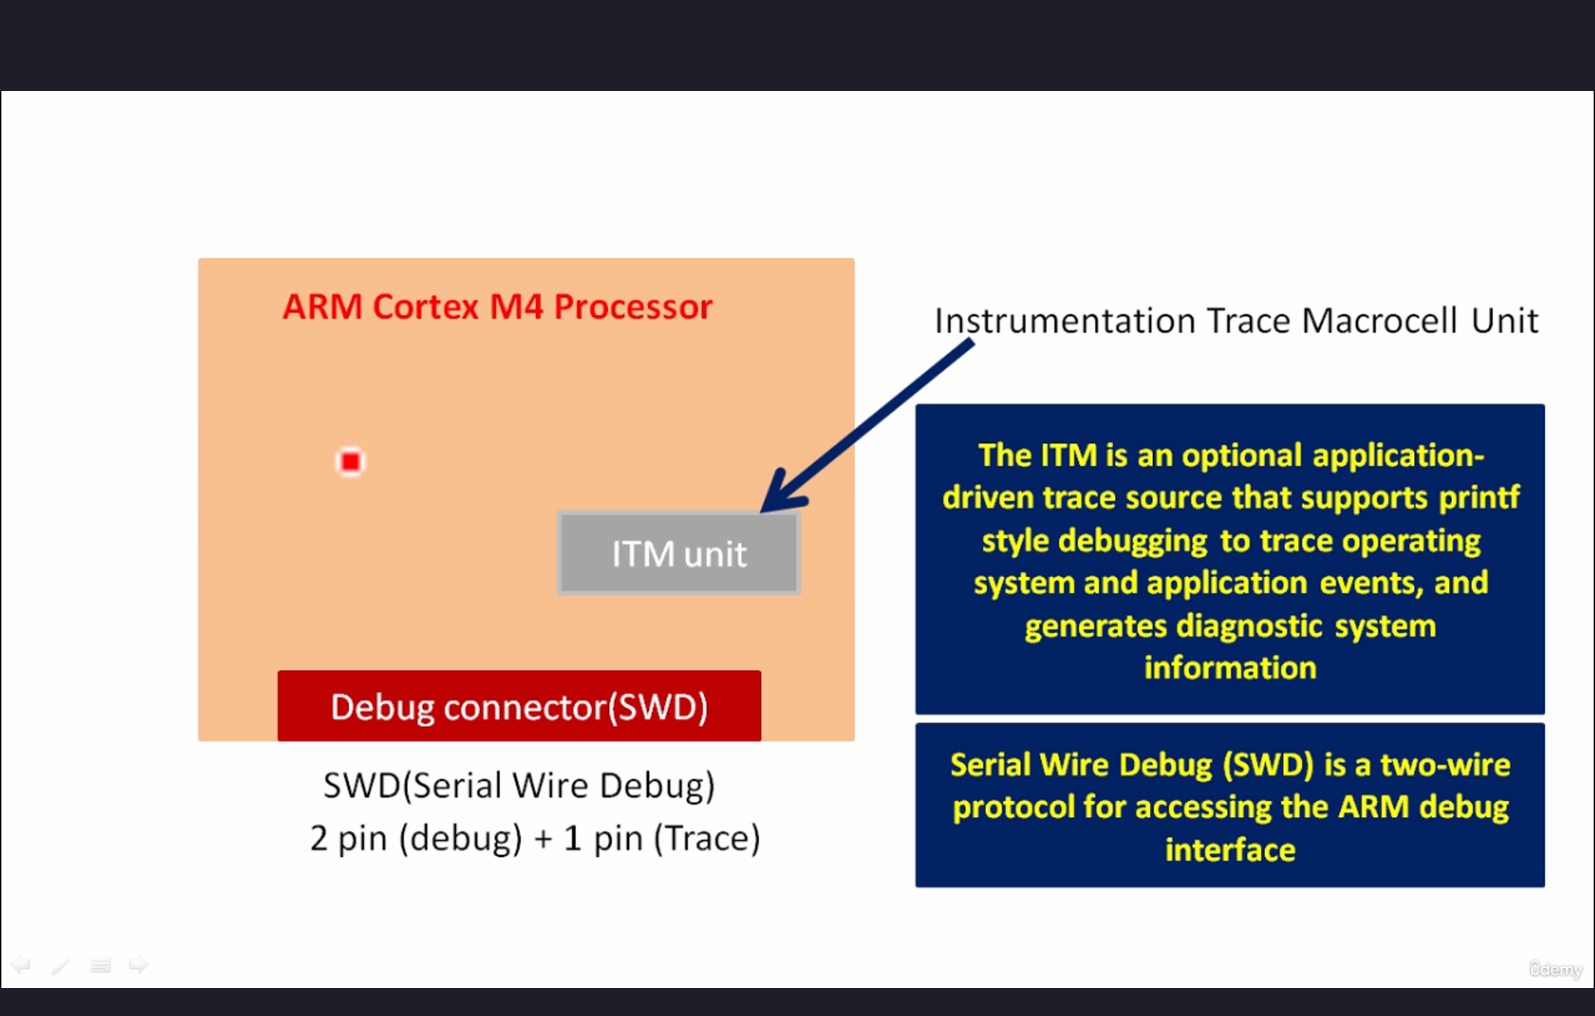 ARM Cortex M4 Processor
Instrumentation Trace Macrocell Unit
ITM unit
Debug connector(SWD)
SWD(Serial Wire Debug)
2 pin (debug) + 1 pin (Trace)
The ITM is an optional application-
driven trace source that supports printf
style debugging to trace operating
system and application events, and
generates diagnostic system
information
Serial Wire Debug (SWD) is a two-wire
protocol for accessing the ARM debug
interface
ûdemy